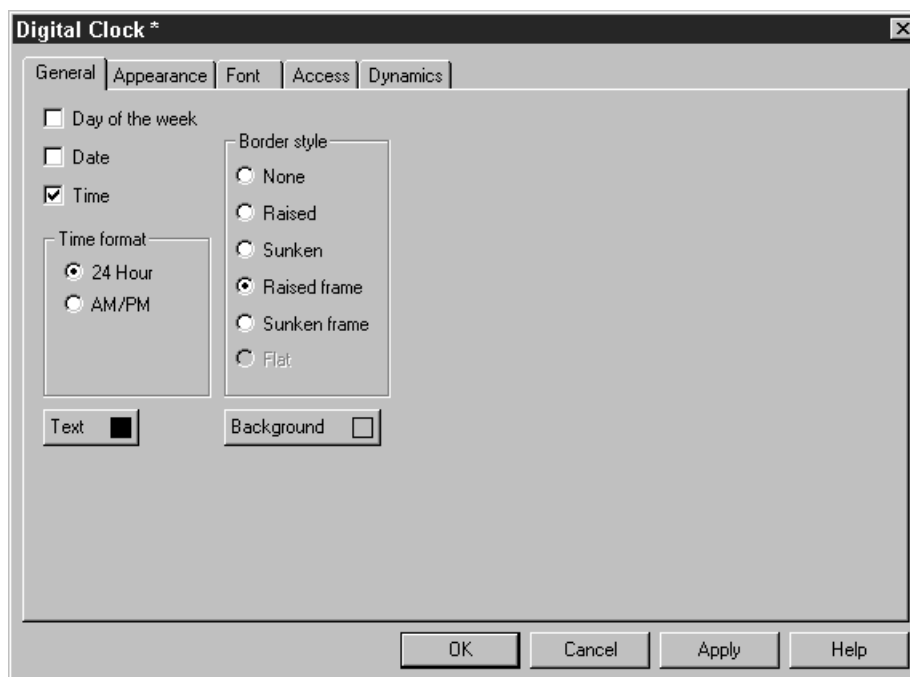 Digital Clock *
General Appearance Font Access Dynamics
Day of the week
Date
Time
Time format
24 Hour
AM/PM
Border style
None
Raised
Sunken
Raised frame
Sunken frame
Flat
Text
Background
OK Cancel Apply Help